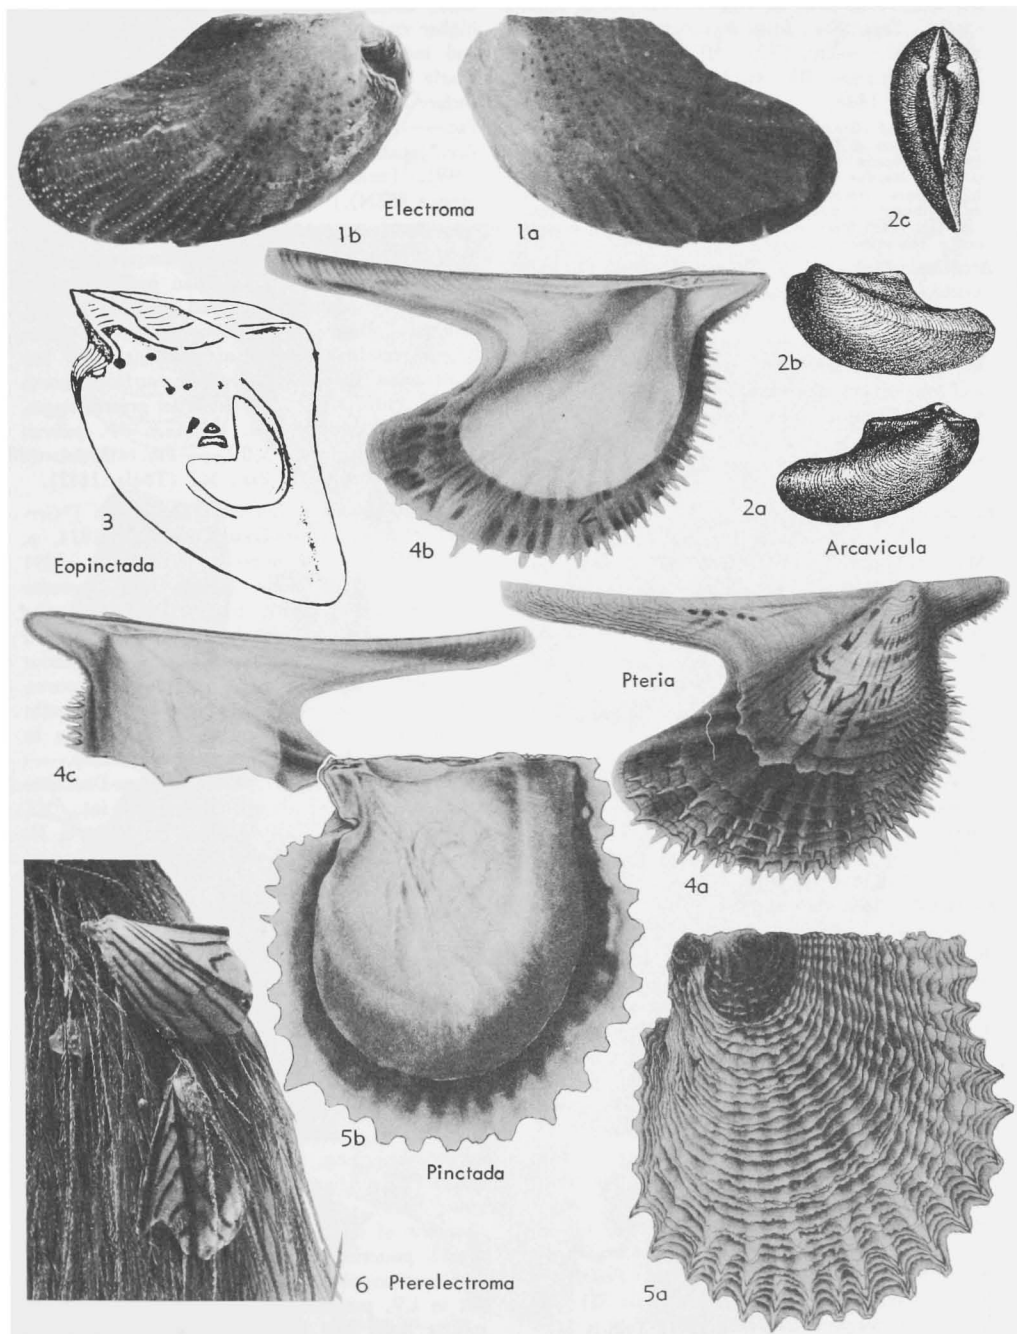 Electroma
1b
1a
2c
2b
3
Eopinctada
4b
2a
Arcavicula
Pteria
4c
4a
5b
Pinctada
6 Pterelectroma
5a